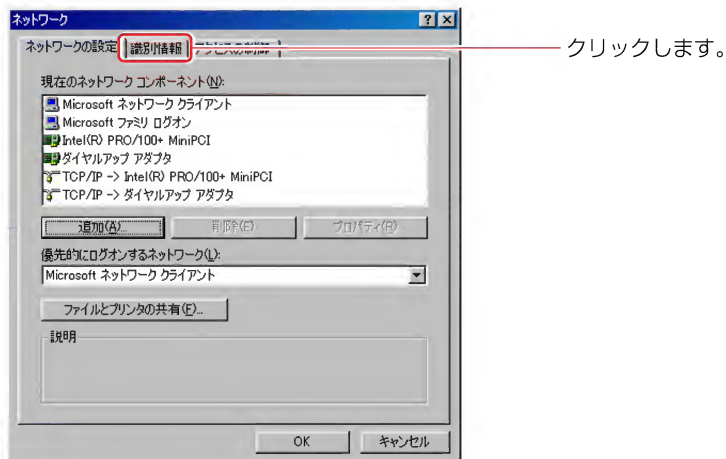 ネットワーク
ネットワークの設定 識別情報 アクセスの制御
クリックします。
現在のネットワーク コンポーネント(N):
Microsoft ネットワーク クライアント
Microsoft ファミリ ログオン
Intel(R) PRO/100+ MiniPCI
ダイヤルアップ アダプタ
TCP/IP -> Intel(R) PRO/100+ MiniPCI
TCP/IP -> ダイヤルアップ アダプタ
追加(A)... 削除(E) プロパティ(R)
優先的にログオンするネットワーク(L):
Microsoft ネットワーク クライアント
ファイルとプリンタの共有(F)...
説明
OK キャンセル